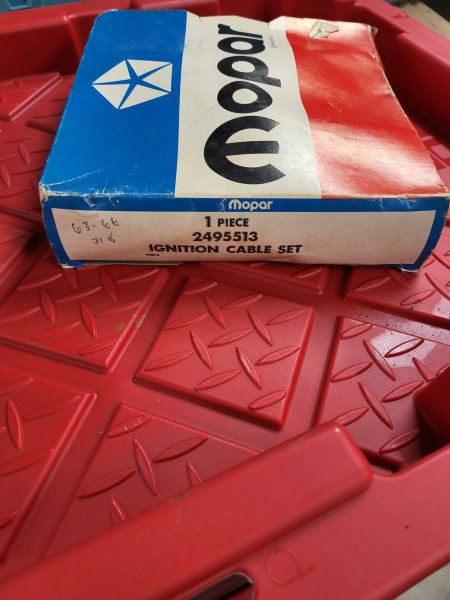 Mopar
Mopar
1 PIECE
2495513
IGNITION CABLE SET
63-66
318